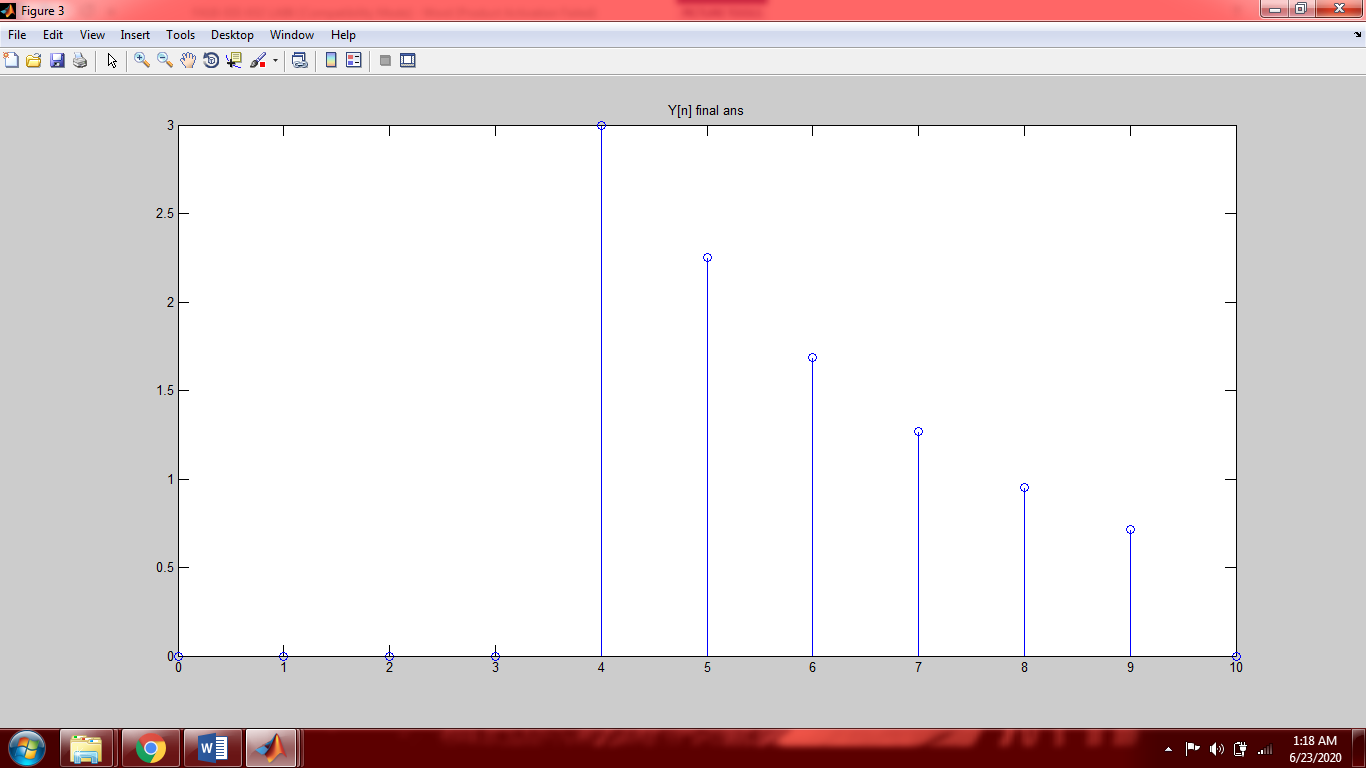 Figure 3
File Edit View Insert Tools Desktop Window Help
Y[n] final ans
3
2.5
2
1.5
1
0.5
0
0 1 2 3 4 5 6 7 8 9 10
1:18 AM
6/23/2020